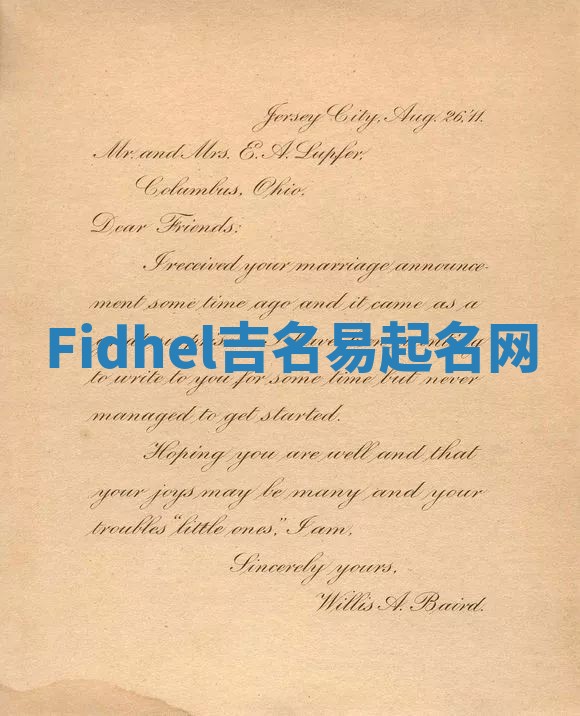 Jersey City, Aug. 26,'11.
Mr. and Mrs. E. A. Lupfer,
Columbus, Ohio.
Dear Friends:
I received your marriage announce-
ment some time ago and it came as a
Fidhel吉名易起名网
to write to you for some time but never
managed to get started.
Hoping you are well and that
your joys may be many and your
troubles "little ones," I am,
Sincerely yours,
Willis A. Baird.